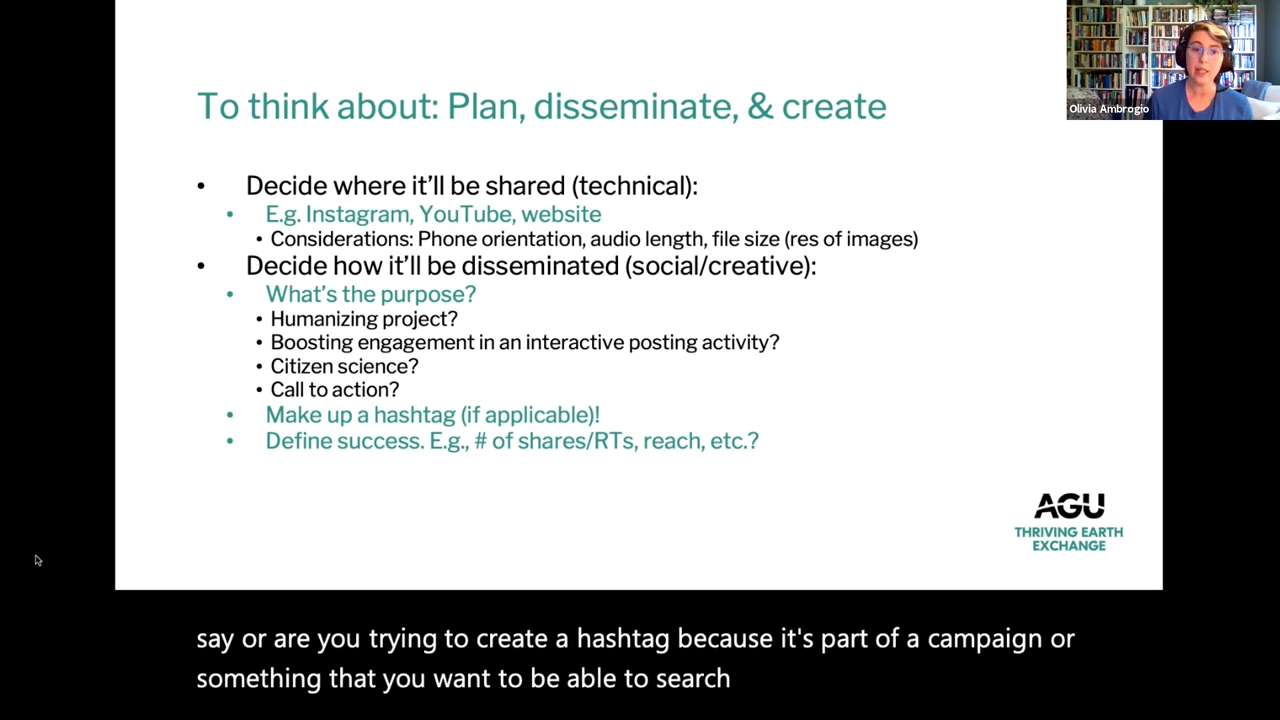 To think about: Plan, disseminate, & create
• Decide where it’ll be shared (technical):
• E.g. Instagram, YouTube, website
• Considerations: Phone orientation, audio length, file size (res of images)
• Decide how it’ll be disseminated (social/creative):
• What’s the purpose?
• Humanizing project?
• Boosting engagement in an interactive posting activity?
• Citizen science?
• Call to action?
• Make up a hashtag (if applicable)!
• Define success. E.g., # of shares/RTs, reach, etc.?
Olivia Ambrogio
AGU
THRIVING EARTH
EXCHANGE
say or are you trying to create a hashtag because it's part of a campaign or
something that you want to be able to search